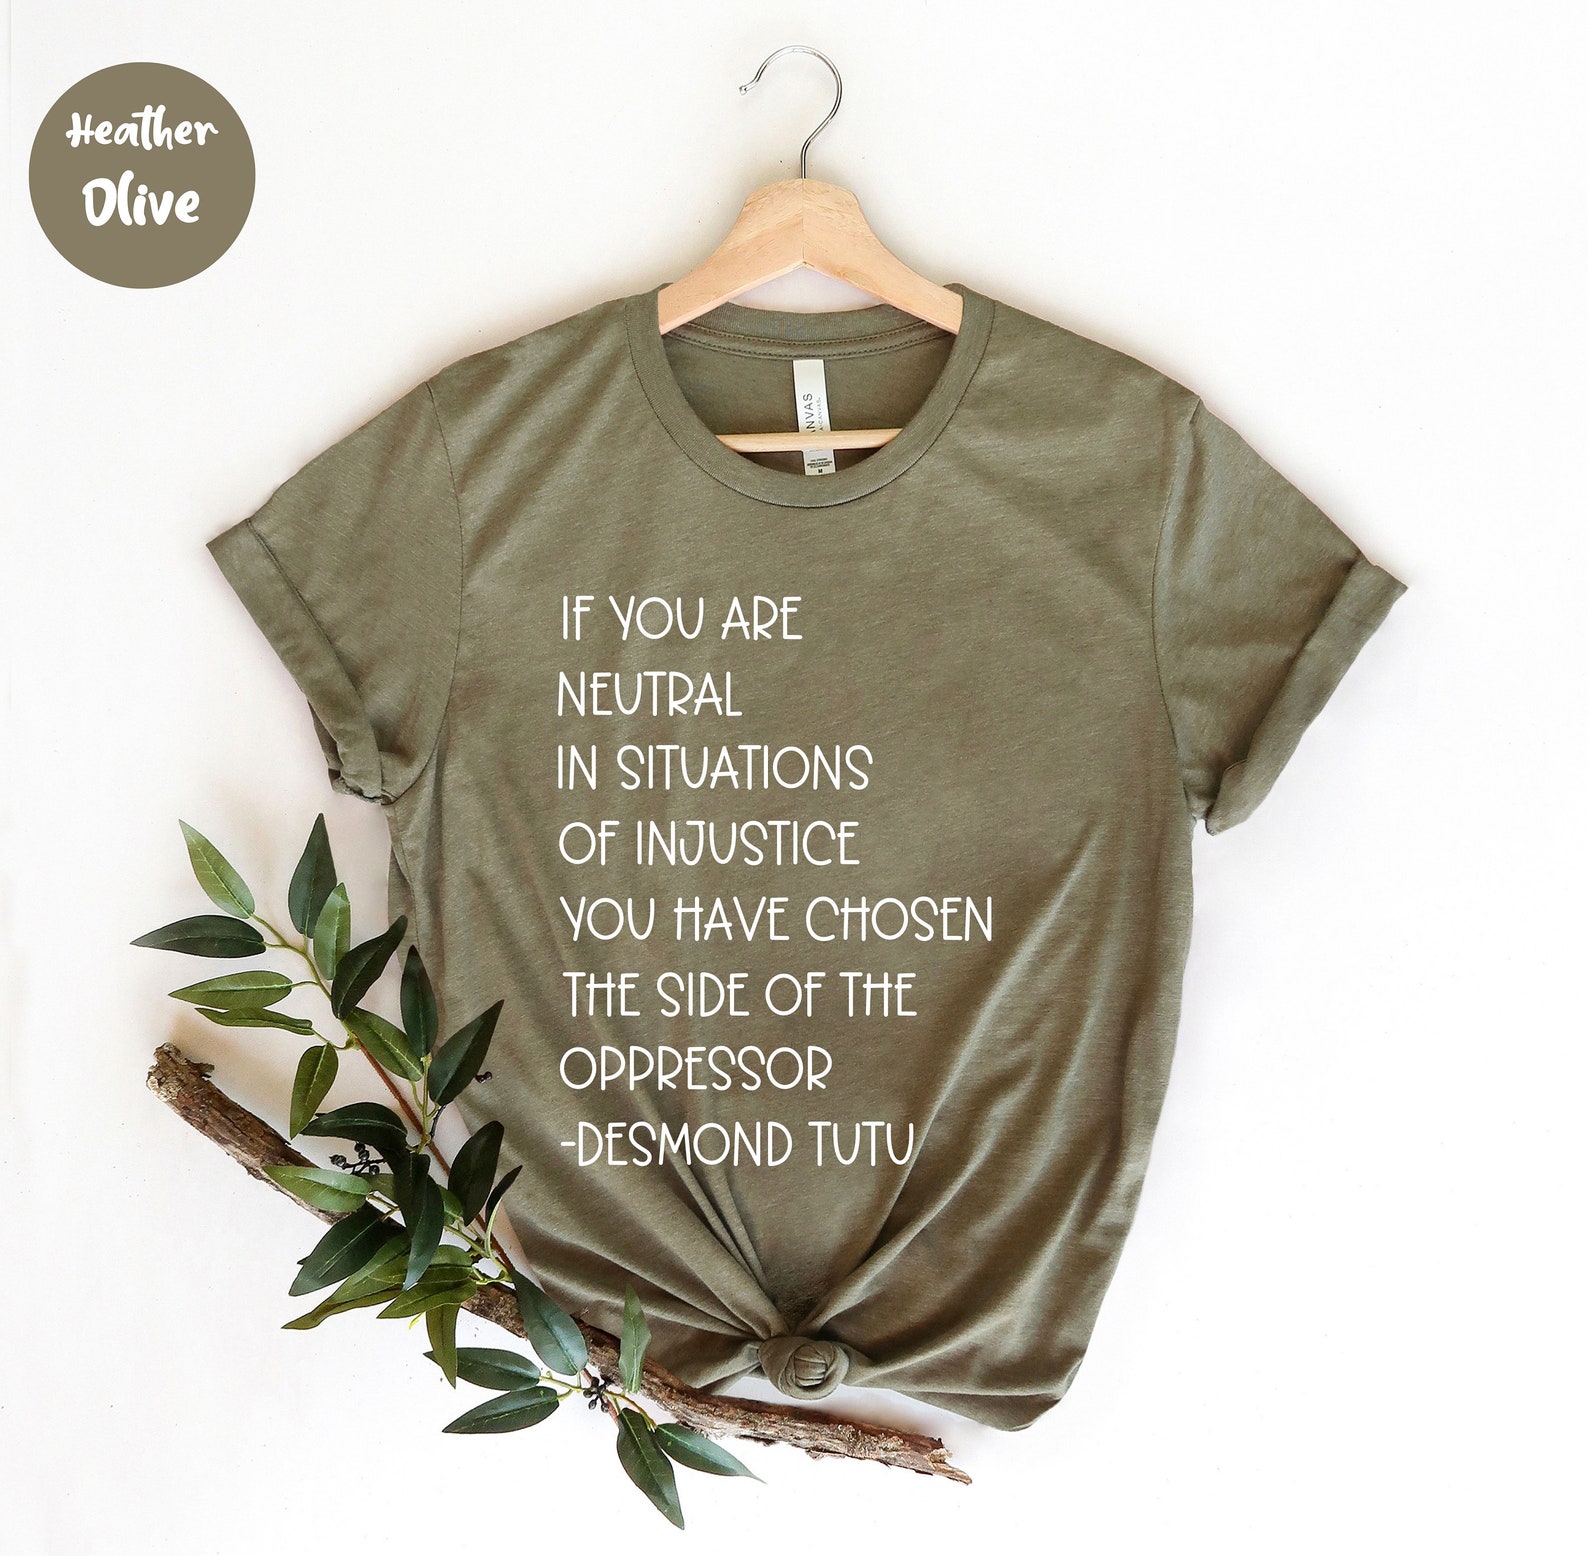 Heather
Olive
ANVAS
M
IF YOU ARE
NEUTRAL
IN SITUATIONS
OF INJUSTICE
YOU HAVE CHOSEN
THE SIDE OF THE
OPPRESSOR
-DESMOND TUTU